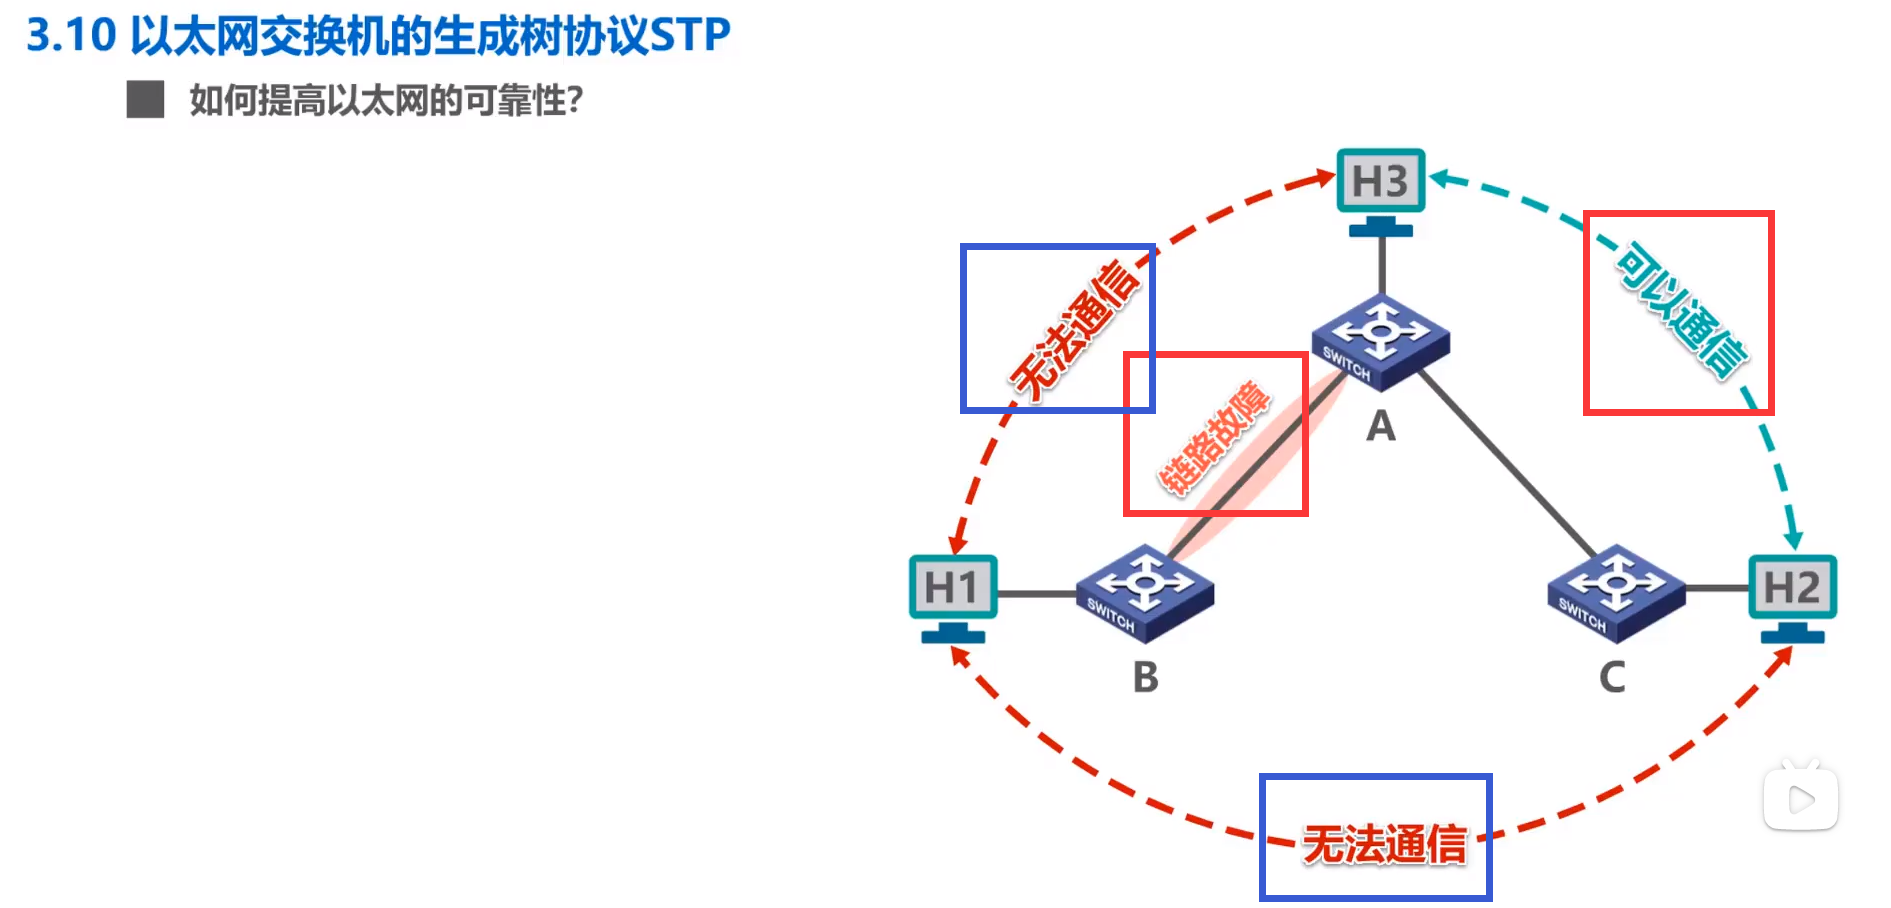 3.10 以太网交换机的生成树协议STP
如何提高以太网的可靠性?
H3
无法通信
可以通信
SWITCH
链路故障
A
H1
SWITCH
SWITCH
H2
B
C
无法通信